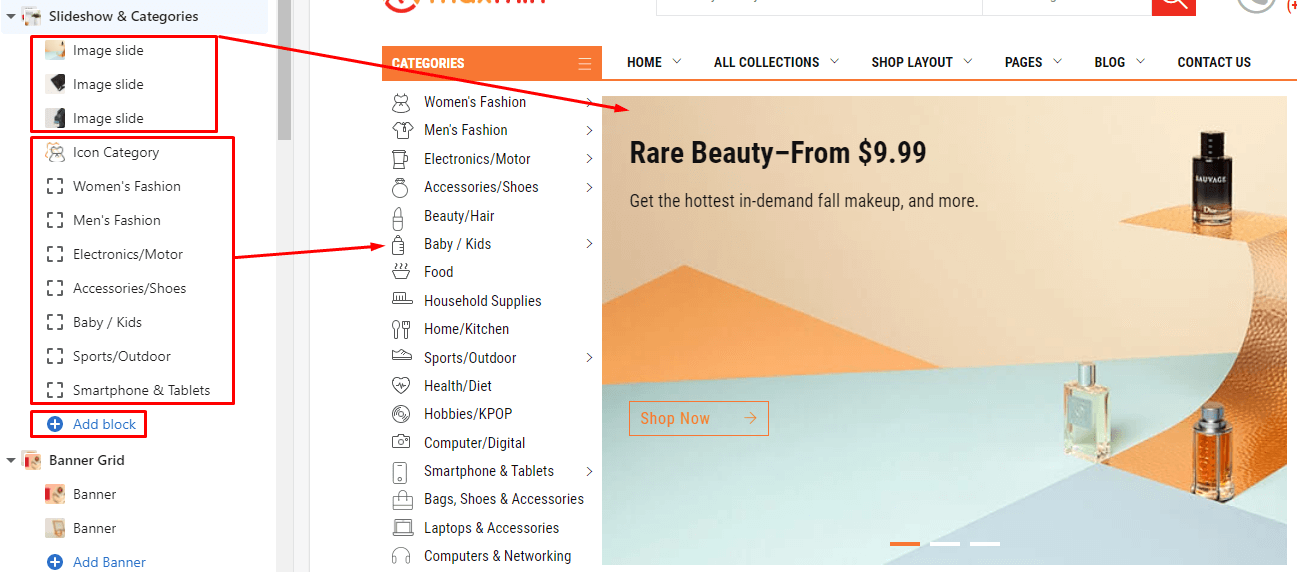 Slideshow & Categories
Image slide
Image slide
Image slide
Icon Category
Women's Fashion
Men's Fashion
Electronics/Motor
Accessories/Shoes
Baby / Kids
Sports/Outdoor
Smartphone & Tablets
Add block
Banner Grid
Banner
Banner
Add Banner
CATEGORIES
HOME
ALL COLLECTIONS
SHOP LAYOUT
PAGES
BLOG
CONTACT US
Women's Fashion
Men's Fashion
Electronics/Motor
Accessories/Shoes
Beauty/Hair
Baby / Kids
Food
Household Supplies
Home/Kitchen
Sports/Outdoor
Health/Diet
Hobbies/KPOP
Computer/Digital
Smartphone & Tablets
Bags, Shoes & Accessories
Laptops & Accessories
Computers & Networking
Rare Beauty–From $9.99
Get the hottest in-demand fall makeup, and more.
Shop Now
SAUVAGE
Dior